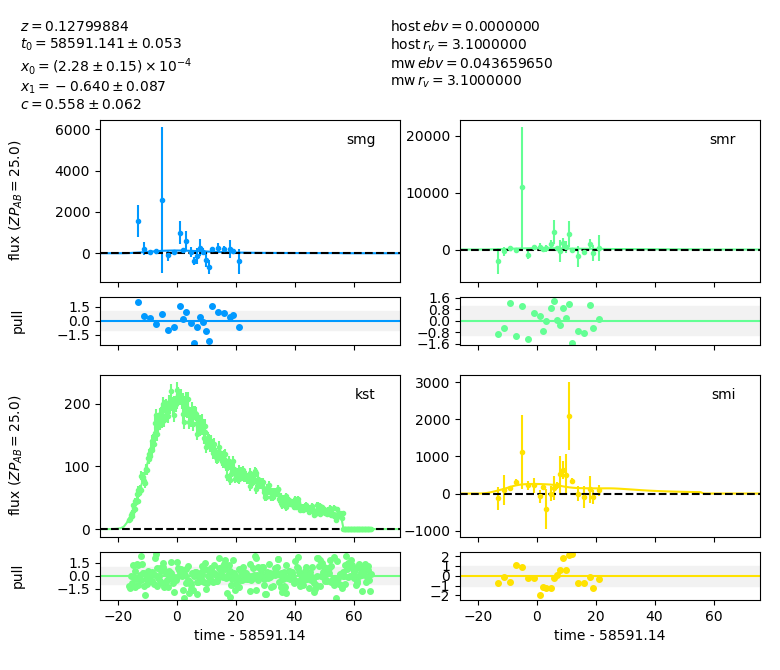 z = 0.12799884
t₀ = 58591.141 ± 0.053
x₀ = (2.28 ± 0.15) × 10⁻⁴
x₁ = −0.640 ± 0.087
c = 0.558 ± 0.062
host ebv = 0.0000000
host r_v = 3.1000000
mw ebv = 0.043659650
mw r_v = 3.1000000
flux (ZP_AB = 25.0)
6000
4000
2000
0
smg
20000
10000
0
smr
pull
1.5
0.0
−1.5
1.6
0.8
0.0
−0.8
−1.6
flux (ZP_AB = 25.0)
200
100
0
kst
3000
2000
1000
0
−1000
smi
pull
1.5
0.0
−1.5
2
1
0
−1
−2
−20 0 20 40 60
−20 0 20 40 60
time - 58591.14
time - 58591.14